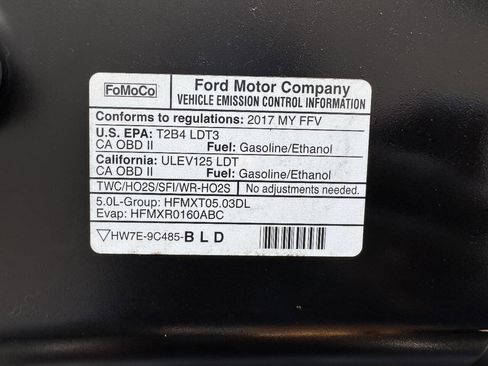 FoMoCo
Ford Motor Company
VEHICLE EMISSION CONTROL INFORMATION
Conforms to regulations: 2017 MY FFV
U.S. EPA: T2B4 LDT3
CA OBD II Fuel: Gasoline/Ethanol
California: ULEV125 LDT
CA OBD II Fuel: Gasoline/Ethanol
TWC/HO2S/SFI/WR-HO2S No adjustments needed.
5.0L-Group: HFMXT05.03DL
Evap: HFMXR0160ABC
HW7E-9C485-B L D